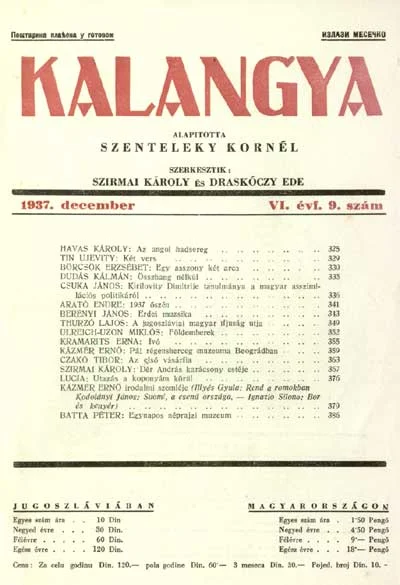 Поштарина плаћена у готовом
ИЗЛАЗИ МЕСЕЧНО
KALANGYA
ALAPITOTTA
SZENTELEKY KORNÉL
SZERKESZTIK:
SZIRMAI KÁROLY ÉS DRASKÓCZY EDE
1937. december
VI. évf. 9. szám
HAVAS KÁROLY: Az angol hadsereg 325
TIN UJEVITY: Két vers 329
BÖRCSÖK ERZSÉBET: Egy asszony két arca 330
DUDÁS KÁLMÁN: Összhang nélkül 335
CSUKA JÁNOS: Kirilovity Dimitrije tanulmánya a magyar asszimi-
lációs politikáról 336
ARATÓ ENDRE: 1937 őszén 341
BERÉNYI JÁNOS: Erdei muzsika 343
THURZÓ LAJOS: A jugoszláviai magyar ifjuság utja 349
ULREICH-UZON MIKLÓS: Földemberek 352
KRAMARITS ERNA: Ivó 355
KÁZMÉR ERNŐ: Pál régensherceg muzeuma Beográdban 359
CZAKÓ TIBOR: Az első vásárfia 363
SZIRMAI KÁROLY: Dér András karácsony estéje 367
LUCIA: Utazás a koponyám körül 376
KÁZMÉR ERNŐ irodalmi szemléje (Illyés Gyula: Rend a romokban
Kodolányi János: Suomi, a csend országa, — Ignazio Silone: Bor
és kenyér) 379
BATTA PÉTER: Egynapos néprajzi muzeum 386
JUGOSZLÁVIÁBAN
Egyes szám ára 10 Din.
Negyed évre 30 Din.
Félévre 60 Din.
Egész évre 120 Din.
MAGYARORSZÁGON
Egyes szám ára 1·50 Pengő
Negyed évre 4·50 Pengő
Félévre 9·— Pengő
Egész évre 18·— Pengő
Cena: Za celu godinu Din. 120.— pola godine Din. 60·— 3 meseca Din. 30.— Pojed. broj Din. 10.-